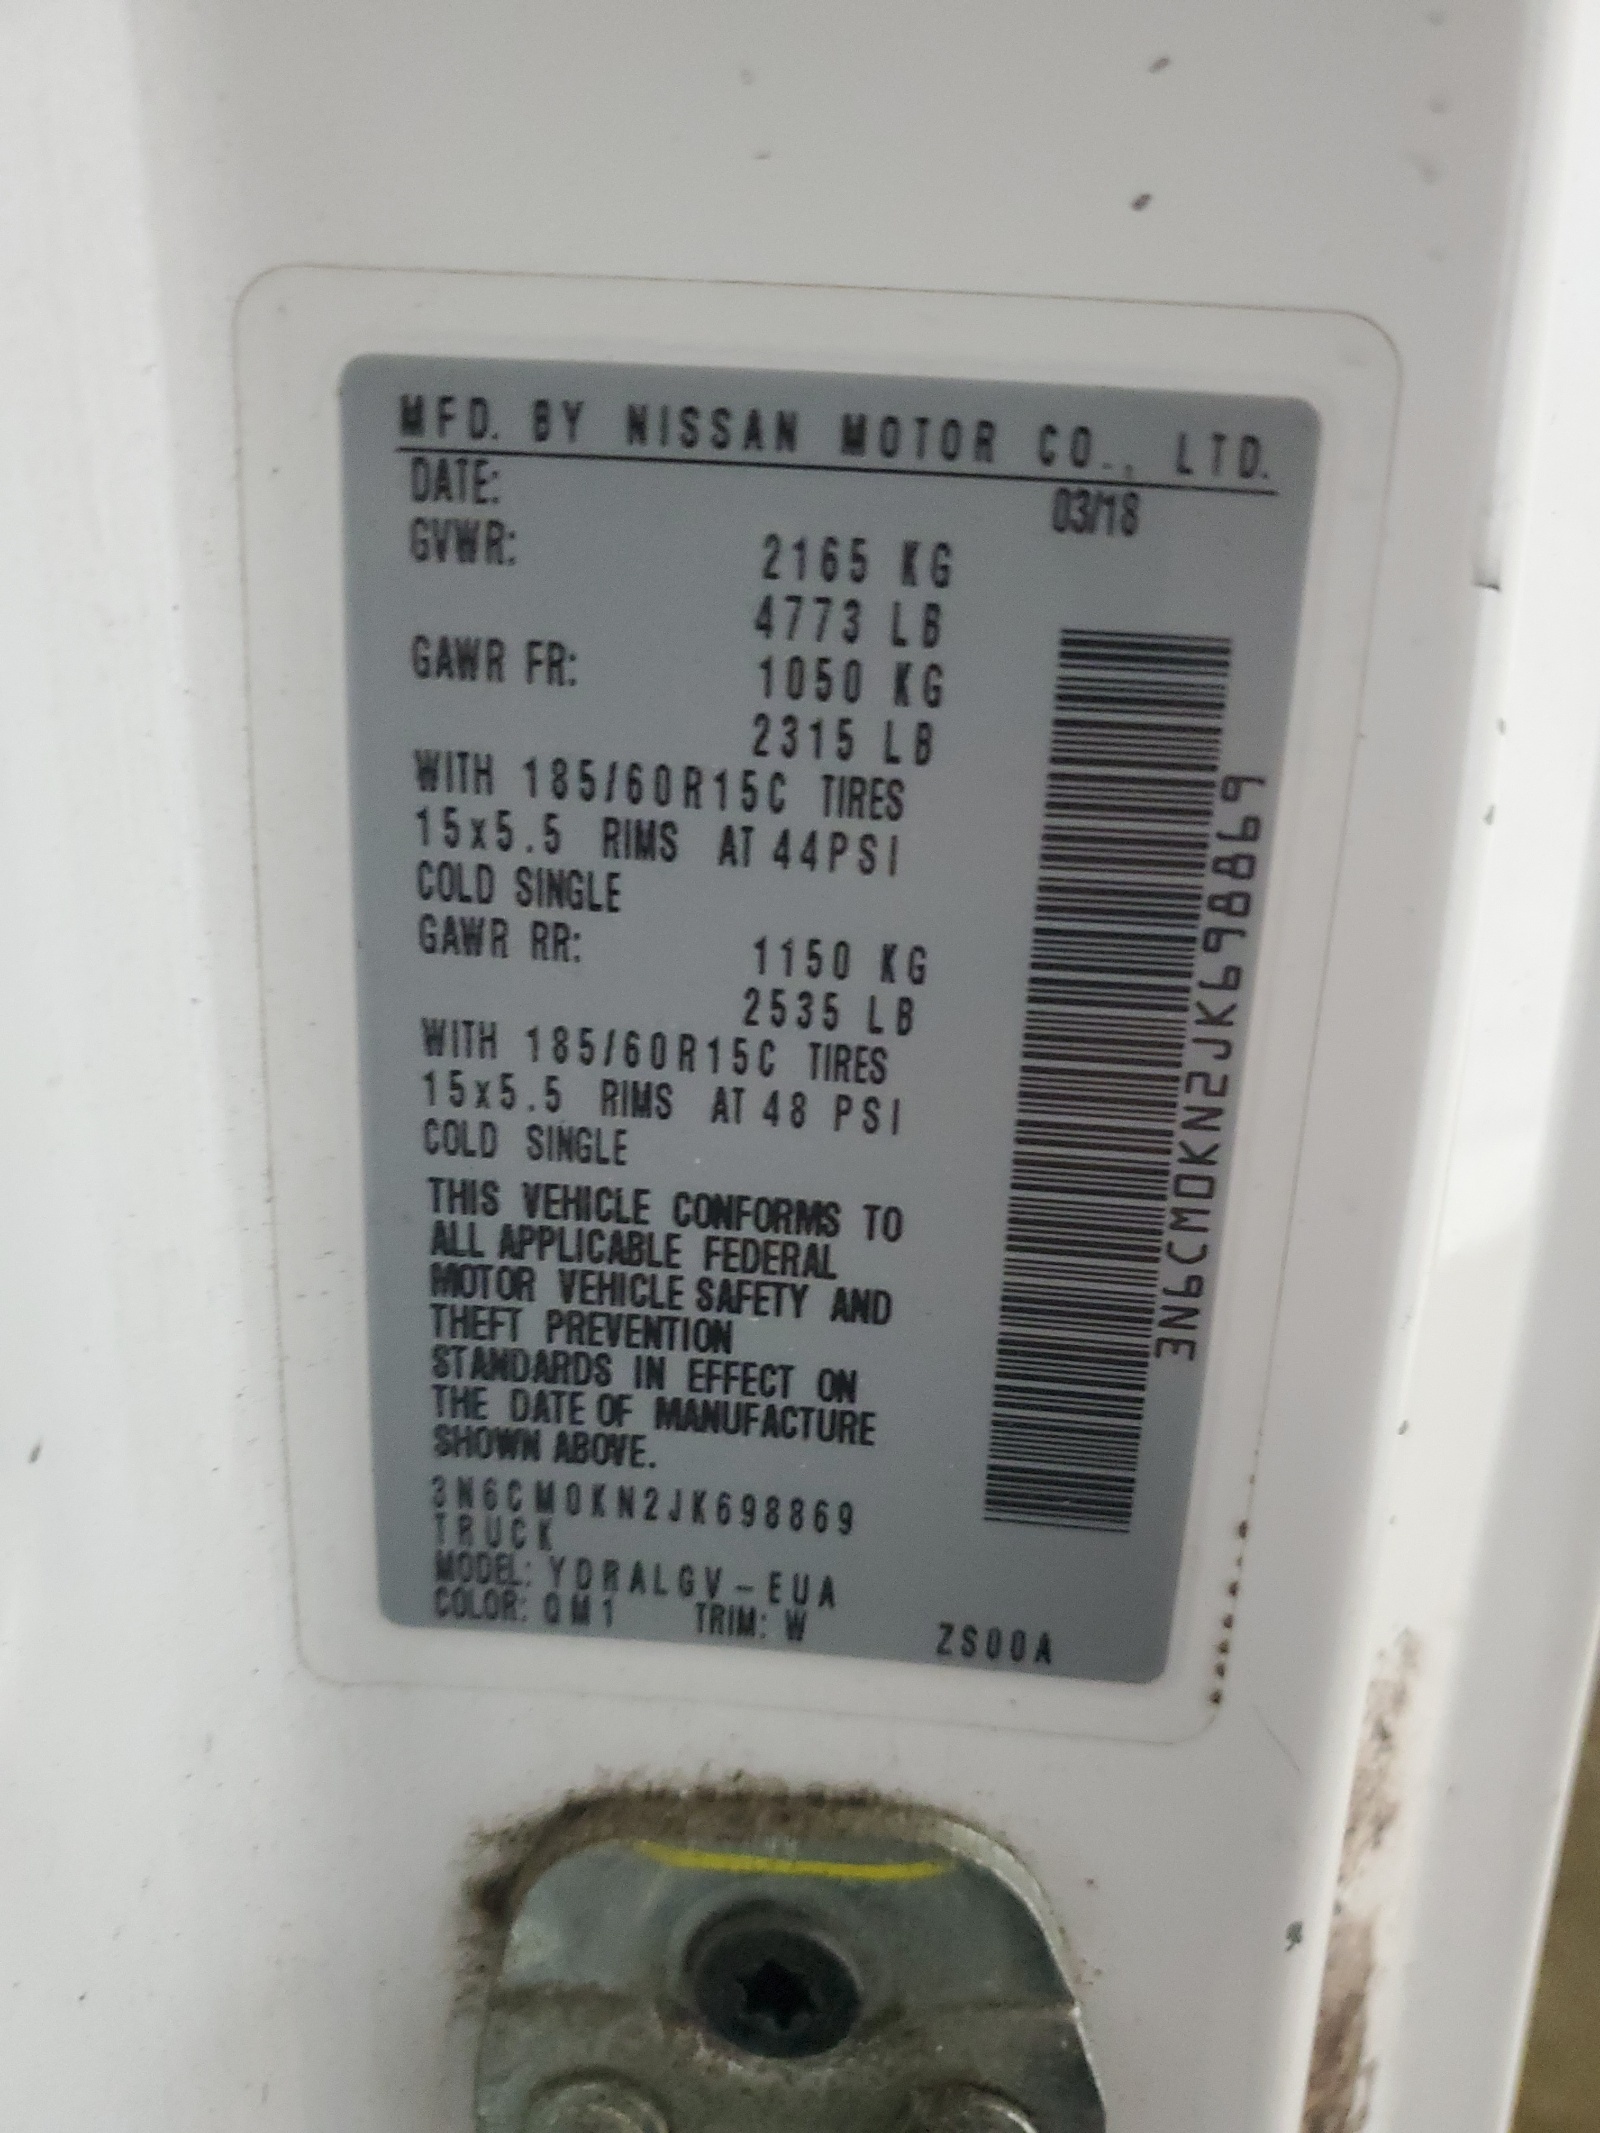 MFD. BY NISSAN MOTOR CO., LTD.
DATE: 03/18
GVWR: 2165 KG
4773 LB
GAWR FR: 1050 KG
2315 LB
WITH 185/60R15C TIRES
15x5.5 RIMS AT 44PSI
COLD SINGLE
GAWR RR: 1150 KG
2535 LB
WITH 185/60R15C TIRES
15x5.5 RIMS AT 48 PSI
COLD SINGLE
THIS VEHICLE CONFORMS TO
ALL APPLICABLE FEDERAL
MOTOR VEHICLE SAFETY AND
THEFT PREVENTION
STANDARDS IN EFFECT ON
THE DATE OF MANUFACTURE
SHOWN ABOVE.
3N6CM0KN2JK698869
TRUCK
MODEL: YDRALGV-EUA
COLOR: QM1 TRIM: W ZS00A
3N6CM0KN2JK698869